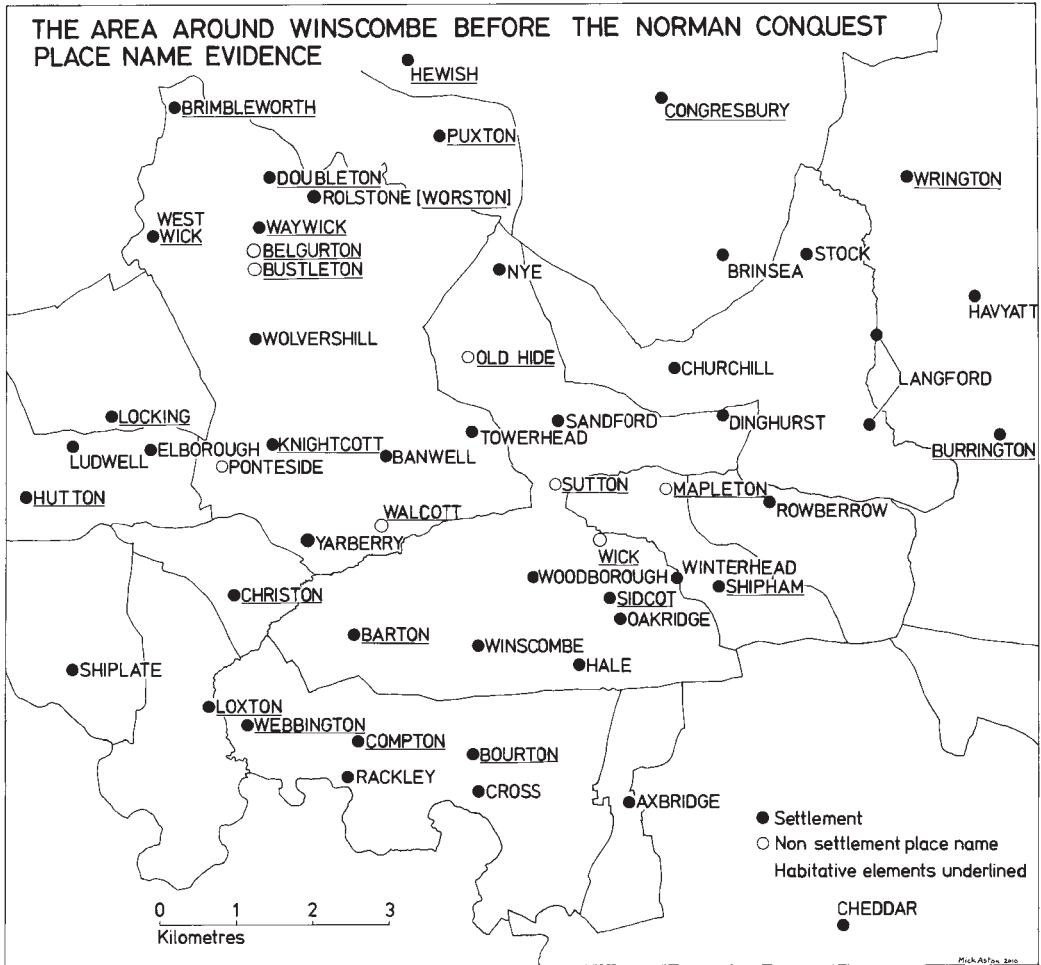 THE AREA AROUND WINSCOMBE BEFORE THE NORMAN CONQUEST
PLACE NAME EVIDENCE
HEWISH
BRIMBLEWORTH
CONGRESBURY
PUXTON
DOUBLETON
WRINGTON
ROLSTONE [WORSTON]
WEST
WICK
WAYWICK
BELGURTON
BUSTLETON
NYE
BRINSEA
STOCK
HAVYATT
WOLVERSHILL
OLD HIDE
CHURCHILL
LANGFORD
LOCKING
SANDFORD
DINGHURST
TOWERHEAD
LUDWELL
ELBOROUGH
KNIGHTCOTT
BANWELL
BURRINGTON
PONTESIDE
HUTTON
SUTTON
MAPLETON
ROWBERROW
WALCOTT
YARBERRY
WICK
WOODBOROUGH
WINTERHEAD
SHIPHAM
CHRISTON
SIDCOT
OAKRIDGE
BARTON
WINSCOMBE
HALE
SHIPLATE
LOXTON
WEBBINGTON
COMPTON
BOURTON
RACKLEY
CROSS
AXBRIDGE
Settlement
Non settlement place name
Habitative elements underlined
CHEDDAR
0 1 2 3
Kilometres
Mick Aston 2010